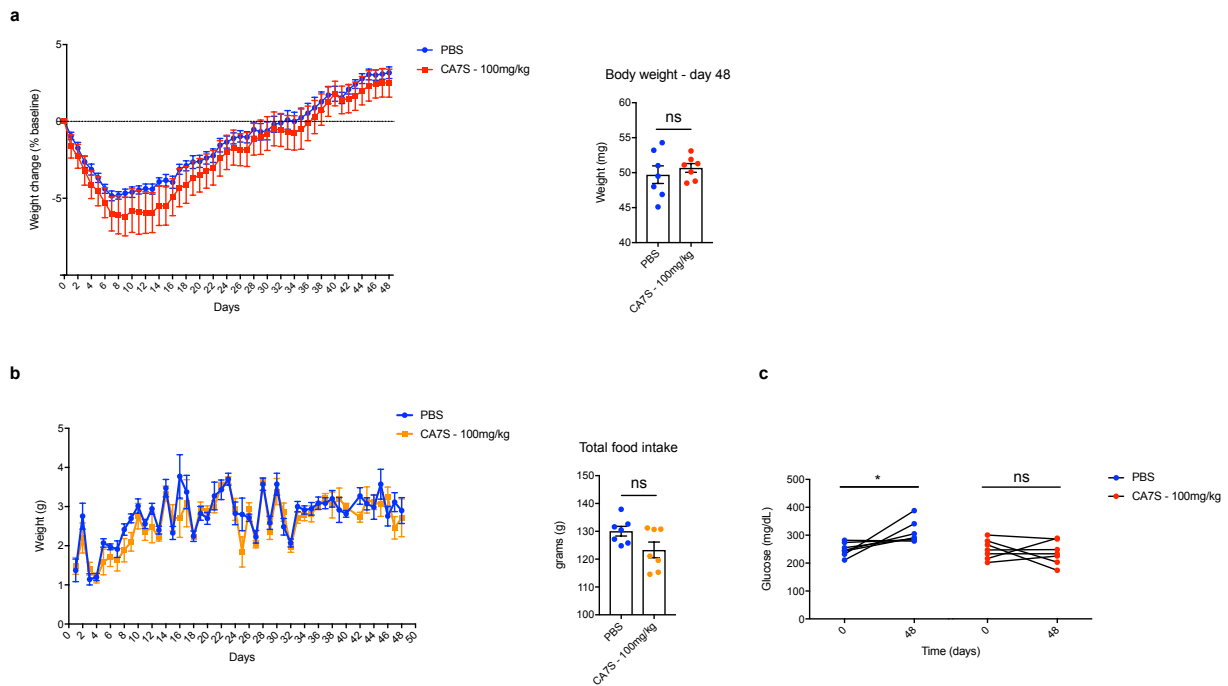 a
PBS
CA7S - 100mg/kg
Weight change (% baseline)
5
0
-5
0 2 4 6 8 10 12 14 16 18 20 22 24 26 28 30 32 34 36 38 40 42 44 46 48
Days
Body weight - day 48
ns
Weight (mg)
60
55
50
45
40
PBS
CA7S - 100mg/kg
b
PBS
CA7S - 100mg/kg
Weight (g)
5
4
3
2
1
0
0 2 4 6 8 10 12 14 16 18 20 22 24 26 28 30 32 34 36 38 40 42 44 46 48 50
Days
Total food intake
ns
grams (g)
150
140
130
120
110
100
PBS
CA7S - 100mg/kg
c
PBS
CA7S - 100mg/kg
* ns
Glucose (mg/dL)
500
400
300
200
100
0
0 48 0 48
Time (days)